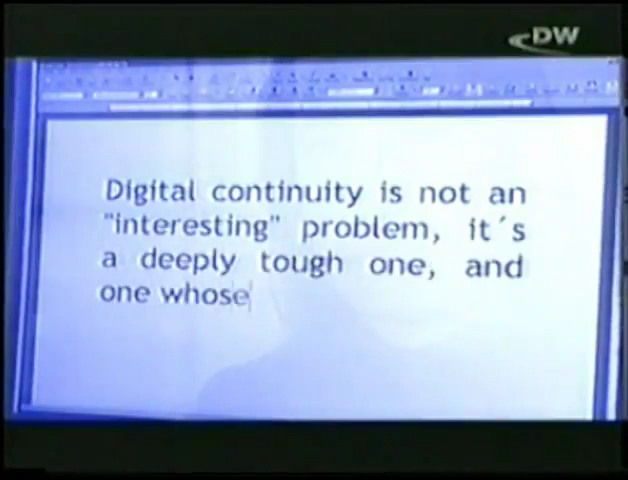 DW
Digital continuity is not an
"interesting" problem, it´s
a deeply tough one, and
one whose